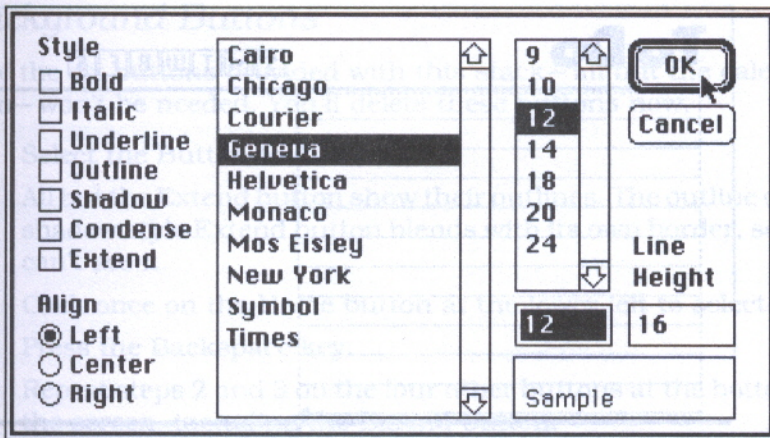 Style
Bold
Italic
Underline
Outline
Shadow
Condense
Extend
Align
Left
Center
Right
Cairo
Chicago
Courier
Geneva
Helvetica
Monaco
Mos Eisley
New York
Symbol
Times
9
10
12
14
18
20
24
12
Sample
OK
Cancel
Line
Height
16